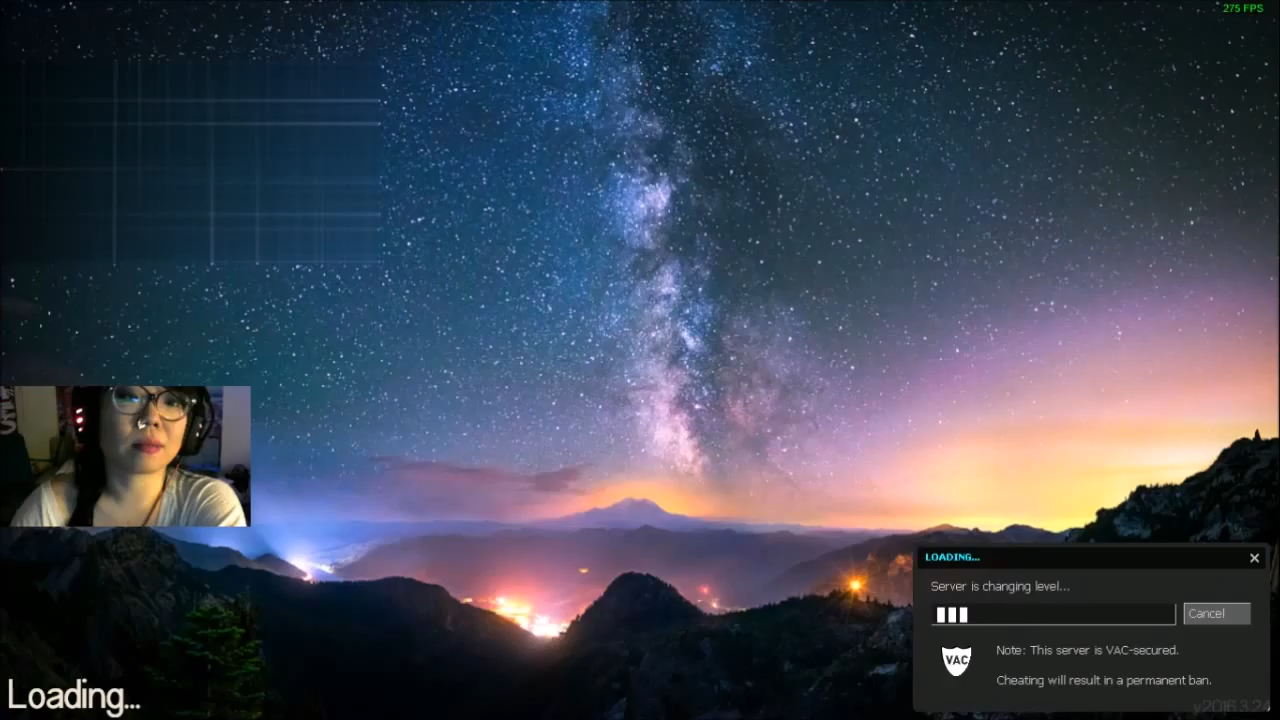 275 FPS
LOADING...
Server is changing level...
Cancel
VAC
Note: This server is VAC-secured.
Cheating will result in a permanent ban.
Loading...
y2016.3.24